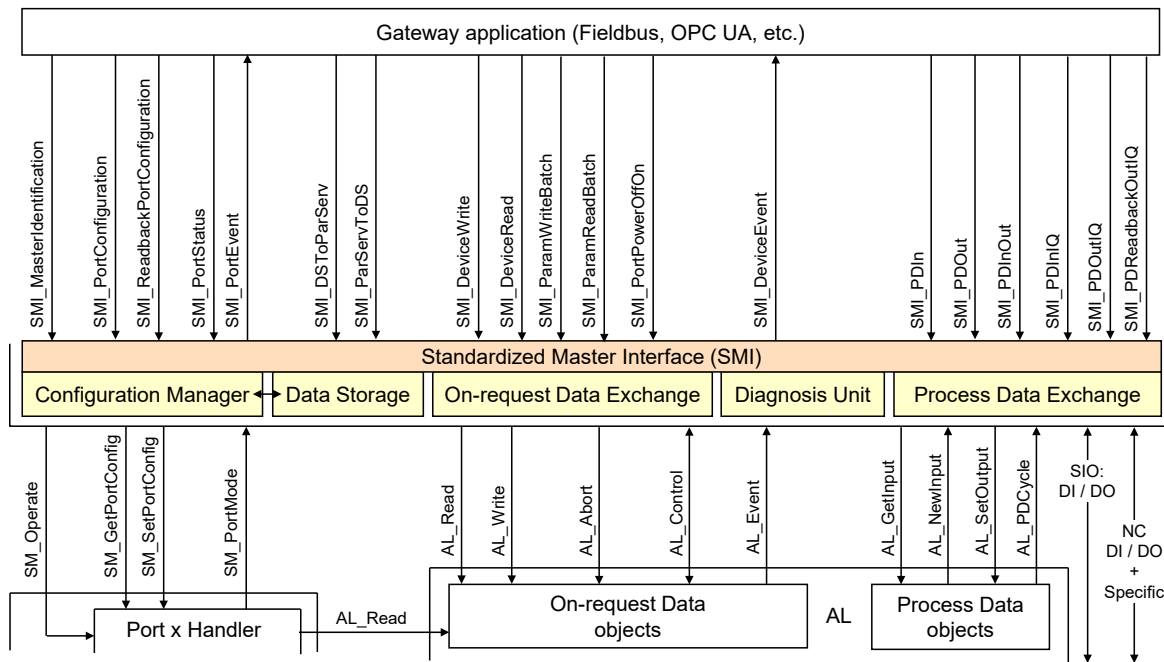 Gateway application (Fieldbus, OPC UA, etc.)
SMI_MasterIdentification
SMI_PortConfiguration
SMI_ReadbackPortConfiguration
SMI_PortStatus
SMI_PortEvent
SMI_DSToParServ
SMI_ParServToDS
SMI_DeviceWrite
SMI_DeviceRead
SMI_ParamWriteBatch
SMI_ParamReadBatch
SMI_PortPowerOffOn
SMI_DeviceEvent
SMI_PDIn
SMI_PDOut
SMI_PDInOut
SMI_PDInIQ
SMI_PDOutIQ
SMI_PDReadbackOutIQ
Standardized Master Interface (SMI)
Configuration Manager
Data Storage
On-request Data Exchange
Diagnosis Unit
Process Data Exchange
SM_Operate
SM_GetPortConfig
SM_SetPortConfig
SM_PortMode
AL_Read
AL_Write
AL_Abort
AL_Control
AL_Event
AL_GetInput
AL_NewInput
AL_SetOutput
AL_PDCycle
SIO:
DI / DO
NC
DI / DO
+
Specific
Port x Handler
AL_Read
On-request Data
objects
AL
Process Data
objects